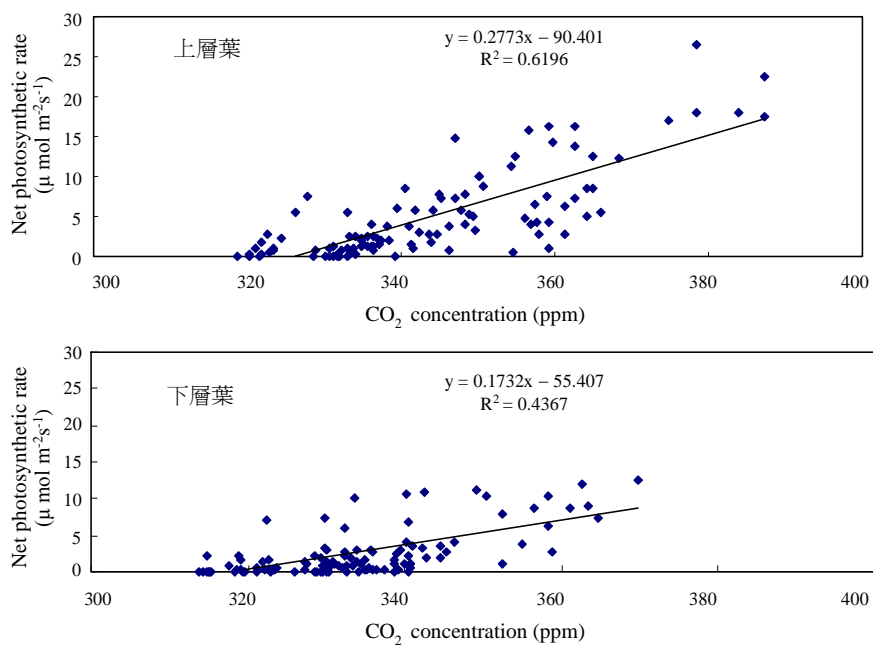 30
25
20
15
10
5
0
Net photosynthetic rate
(μ mol m⁻²s⁻¹)
上層葉
y = 0.2773x − 90.401
R² = 0.6196
300 320 340 360 380 400
CO₂ concentration (ppm)
30
25
20
15
10
5
0
Net photosynthetic rate
(μ mol m⁻²s⁻¹)
下層葉
y = 0.1732x − 55.407
R² = 0.4367
300 320 340 360 380 400
CO₂ concentration (ppm)